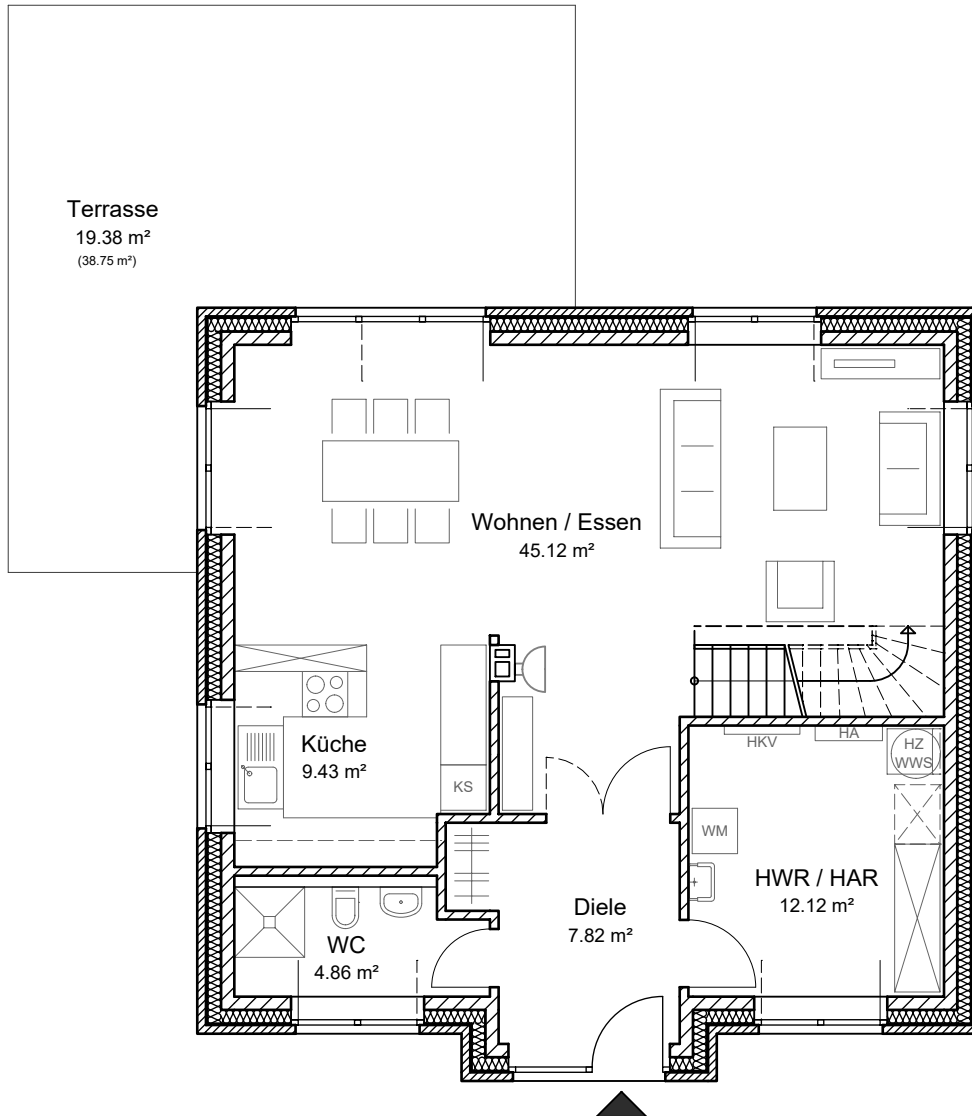 Terrasse
19.38 m²
(38.75 m²)
Wohnen / Essen
45.12 m²
Küche
9.43 m²
KS
HKV
HA
HZ
WWS
WM
HWR / HAR
12.12 m²
Diele
7.82 m²
WC
4.86 m²